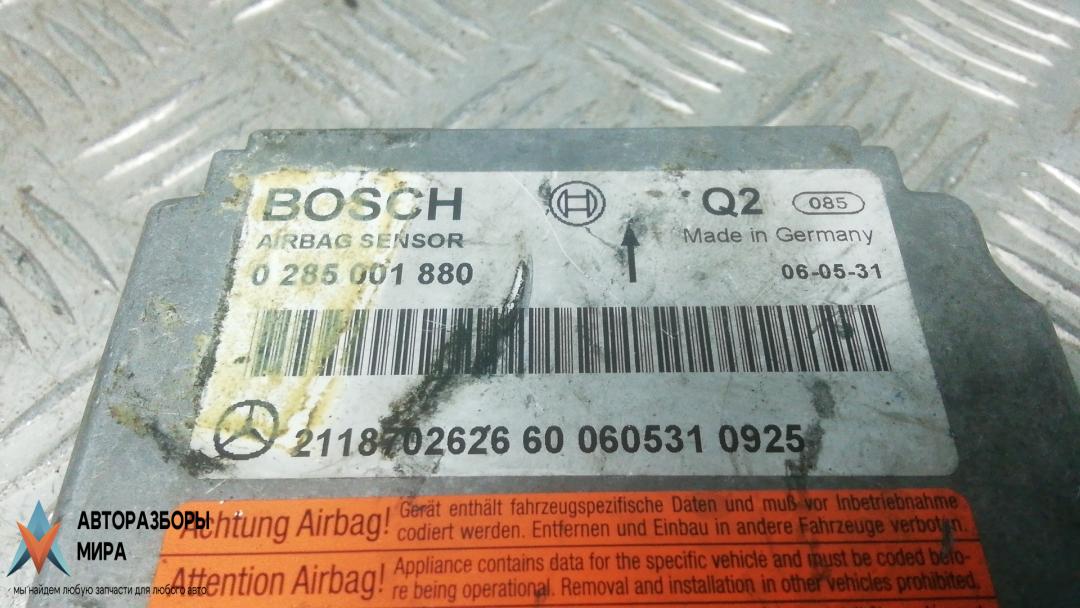 BOSCH Q2 085
AIRBAG SENSOR Made in Germany
0 285 001 880 06-05-31
2118702626 60 060531 0925
Achtung Airbag! Gerät enthält fahrzeugspezifische Daten und muß vor Inbetriebnahme
codiert werden. Entfernen und Einbau in andere Fahrzeuge verboten.
Attention Airbag! Appliance contains data for the specific vehicle and must be coded befo-
re being operational. Removal and installation in other vehicles prohibited.
АВТОРАЗБОРЫ
МИРА
мы найдем любую запчасти для любого авто